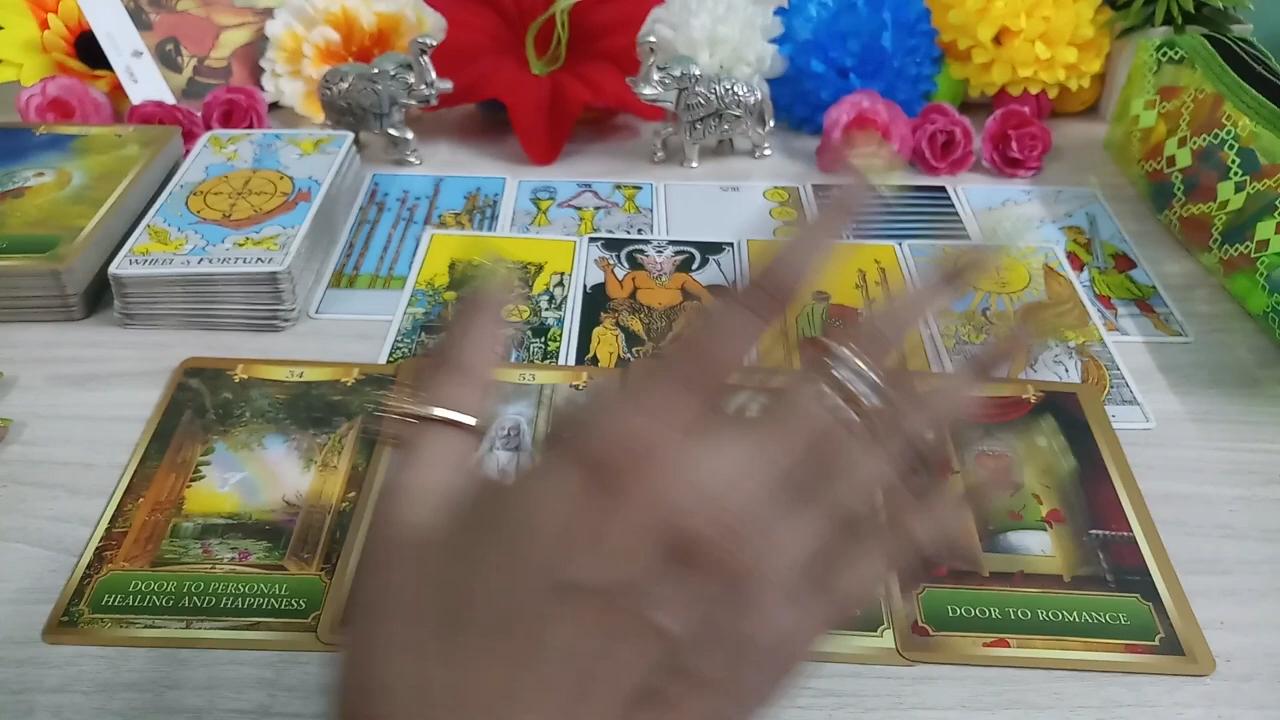 WHEEL of FORTUNE.
34
53
DOOR TO PERSONAL
HEALING AND HAPPINESS
DOOR TO ROMANCE